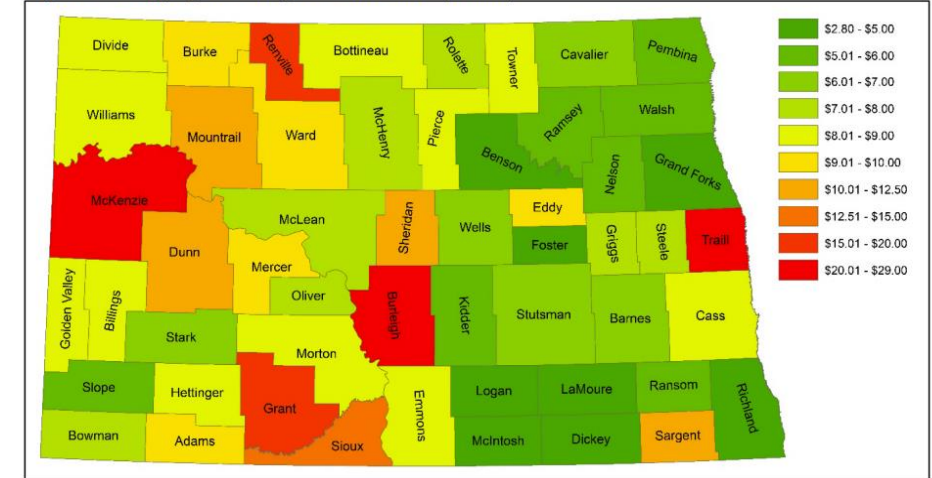 Divide
Burke
Renville
Bottineau
Rolette
Towner
Cavalier
Pembina
Williams
Mountrail
Ward
McHenry
Pierce
Benson
Ramsey
Walsh
Nelson
Grand Forks
McKenzie
Dunn
McLean
Mercer
Oliver
Sheridan
Wells
Eddy
Foster
Griggs
Steele
Traill
Golden Valley
Billings
Stark
Morton
Burleigh
Kidder
Stutsman
Barnes
Cass
Slope
Hettinger
Grant
Emmons
Logan
LaMoure
Ransom
Richland
Bowman
Adams
Sioux
McIntosh
Dickey
Sargent
$2.80 - $5.00
$5.01 - $6.00
$6.01 - $7.00
$7.01 - $8.00
$8.01 - $9.00
$9.01 - $10.00
$10.01 - $12.50
$12.51 - $15.00
$15.01 - $20.00
$20.01 - $29.00